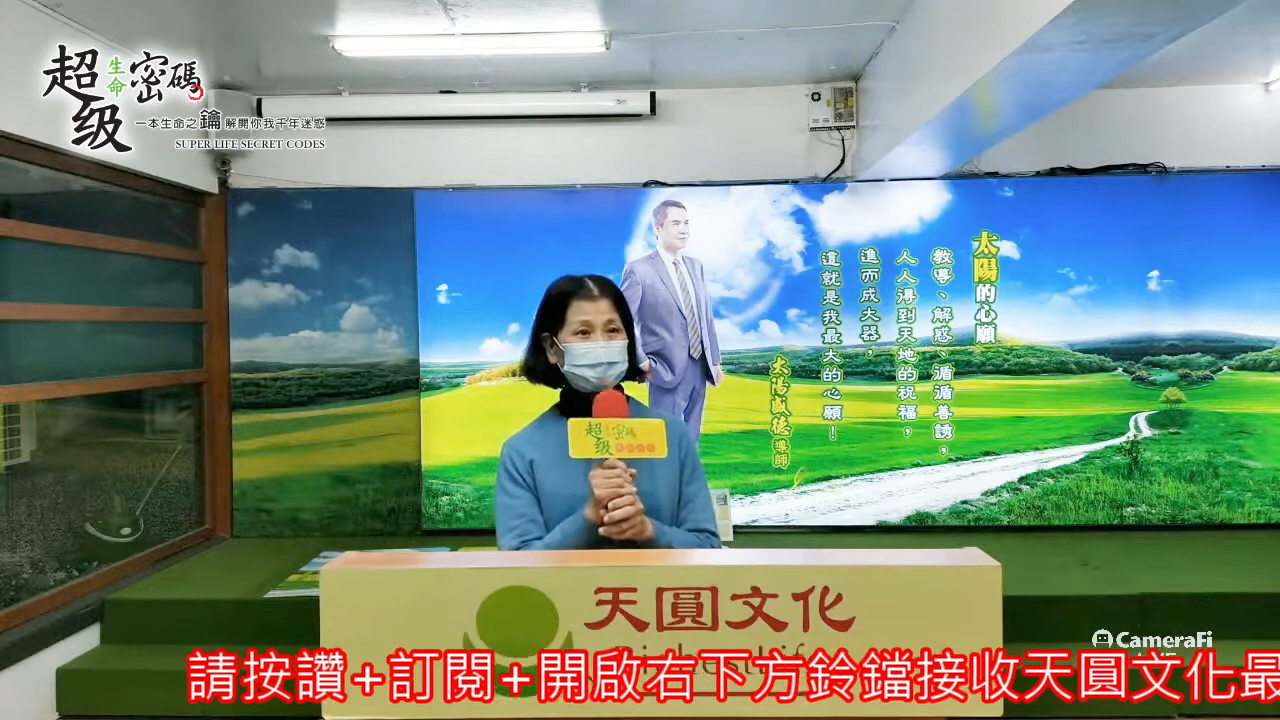 超级生命密碼
一本生命之鑰解開你我千年迷惑
SUPER LIFE SECRET CODES
太陽的心願
教導、解惑、循循善誘，
人人得到天地的祝福，
進而成大器，
這就是我最大的心願！
太陽盛德導師
超级密碼
天圓文化
CameraFi
請按讚+訂閱+開啟右下方鈴鐺接收天圓文化最